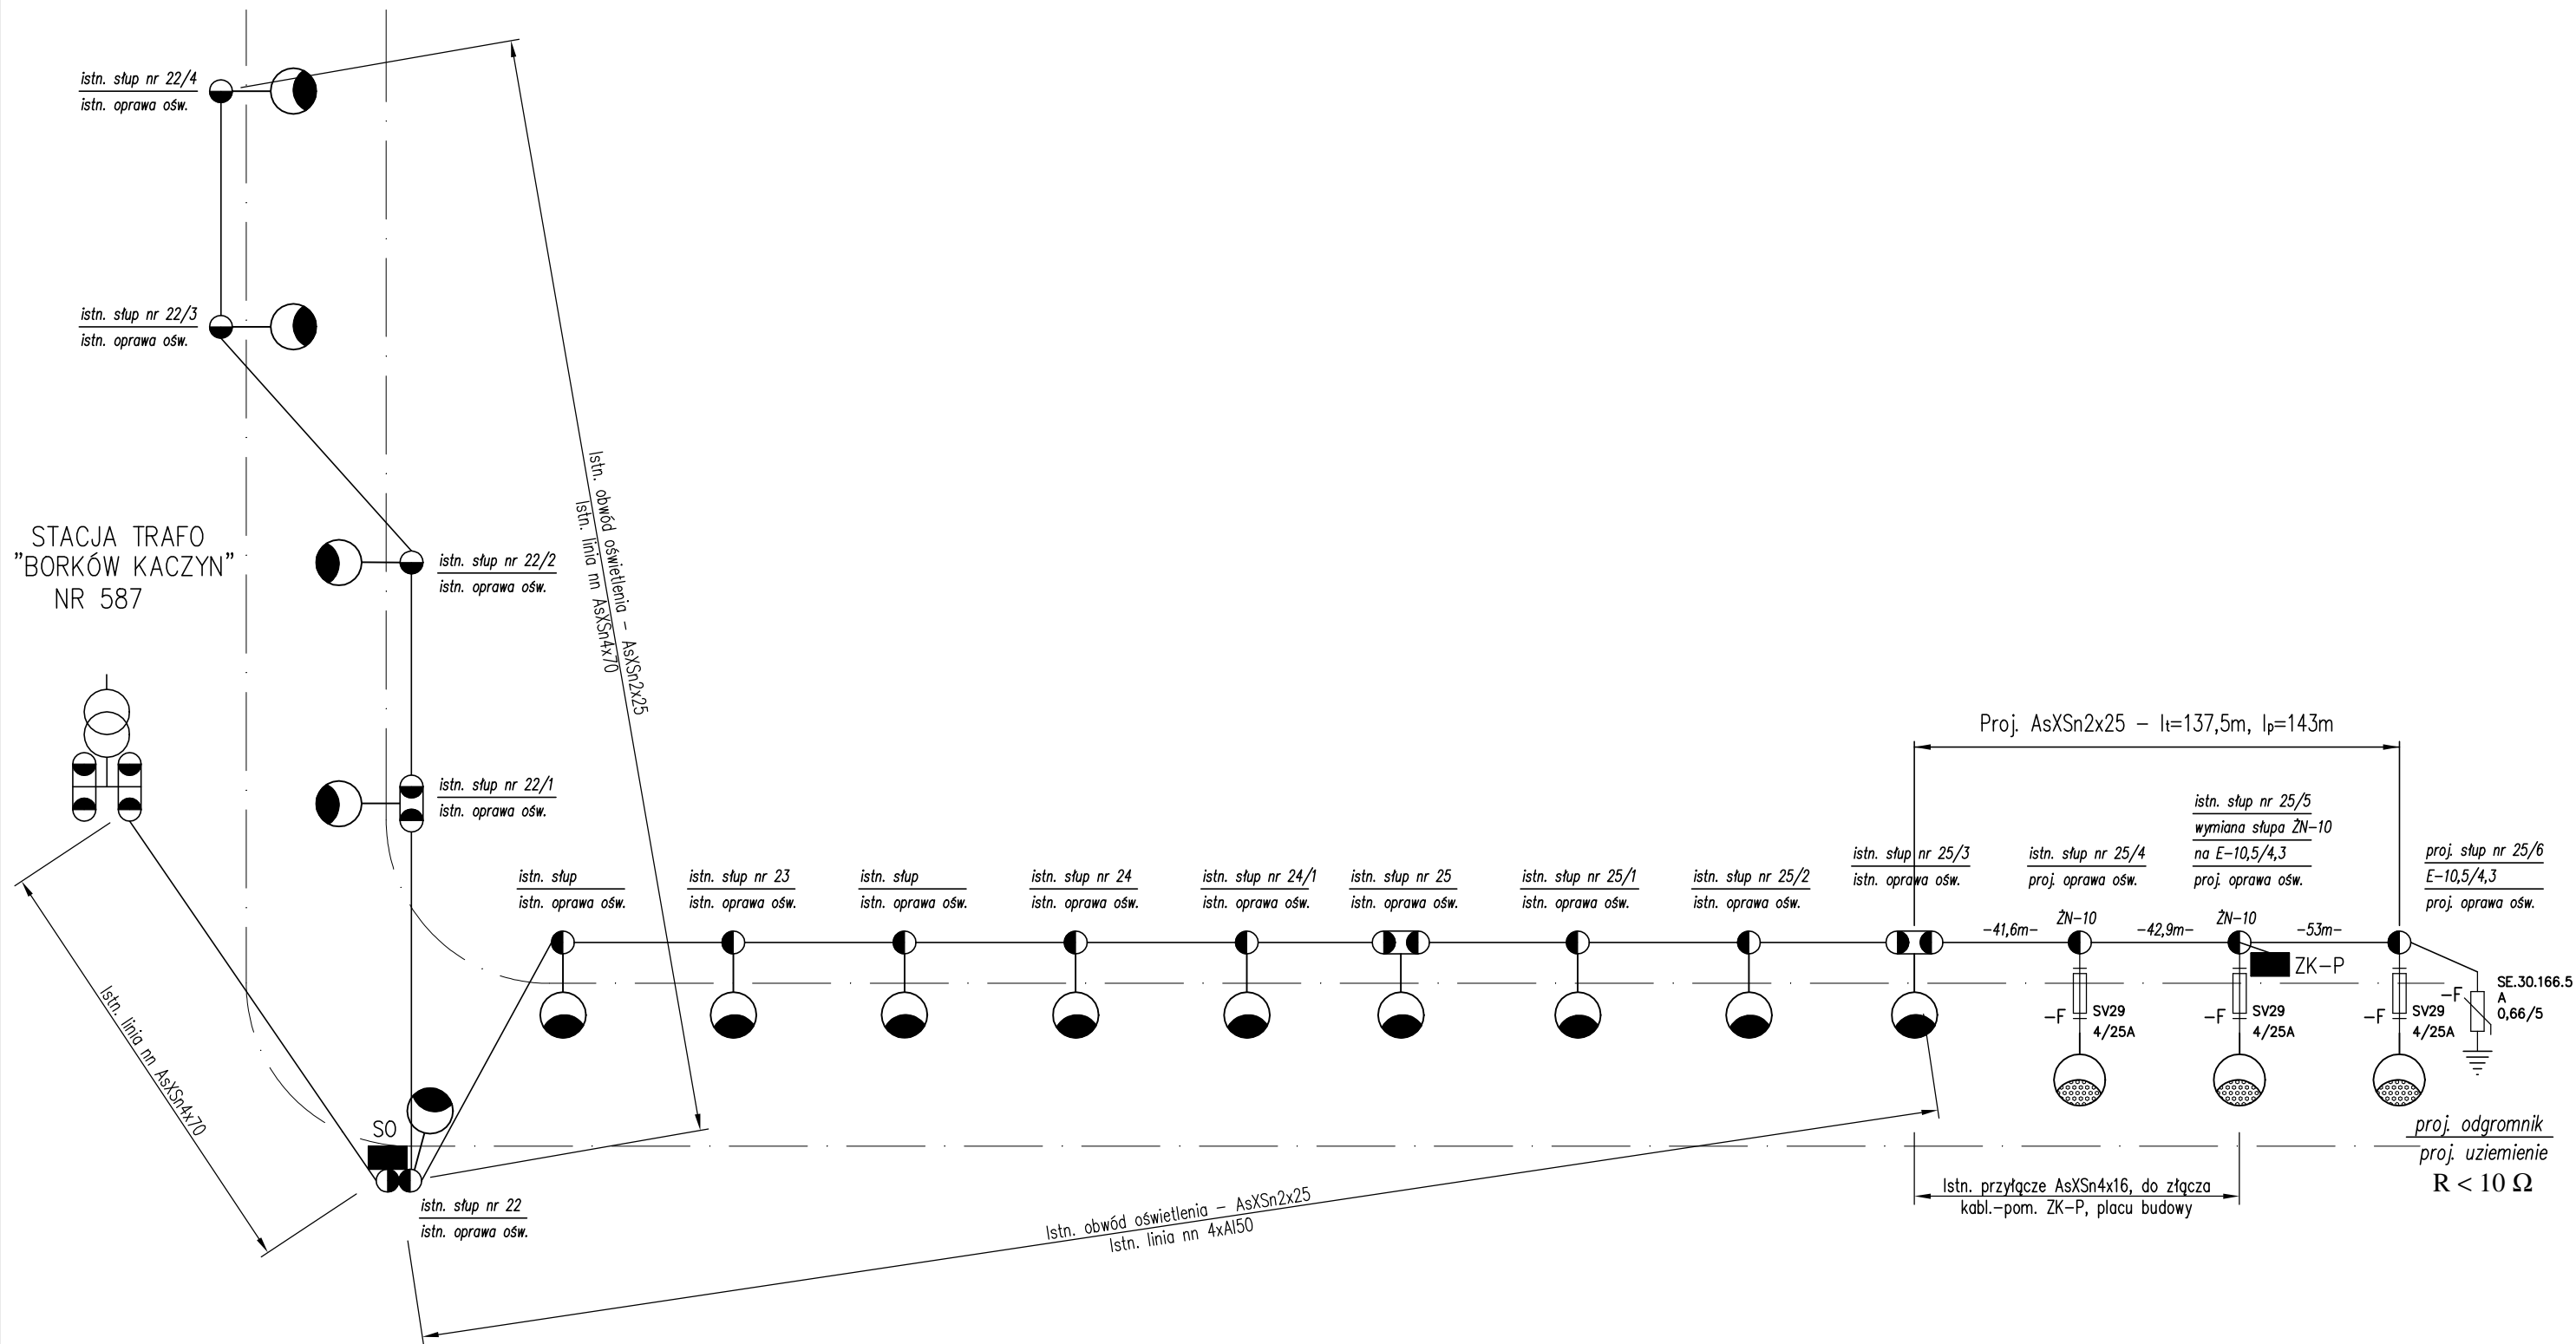 istn. słup nr 22/4
istn. oprawa ośw.
istn. słup nr 22/3
istn. oprawa ośw.
STACJA TRAFO
"BORKÓW KACZYN"
NR 587
istn. słup nr 22/2
istn. oprawa ośw.
istn. słup nr 22/1
istn. oprawa ośw.
Istn. obwód oświetlenia - AsXSn2x25
Istn. linia nn AsXSn4x70
Istn. linia nn AsXSn4x70
SO
istn. słup nr 22
istn. oprawa ośw.
istn. słup
istn. oprawa ośw.
istn. słup nr 23
istn. oprawa ośw.
istn. słup
istn. oprawa ośw.
istn. słup nr 24
istn. oprawa ośw.
istn. słup nr 24/1
istn. oprawa ośw.
istn. słup nr 25
istn. oprawa ośw.
istn. słup nr 25/1
istn. oprawa ośw.
istn. słup nr 25/2
istn. oprawa ośw.
istn. słup nr 25/3
istn. oprawa ośw.
Proj. AsXSn2x25 - lt=137,5m, lp=143m
istn. słup nr 25/4
proj. oprawa ośw.
istn. słup nr 25/5
wymiana słupa ŻN-10
na E-10,5/4,3
proj. oprawa ośw.
proj. słup nr 25/6
E-10,5/4,3
proj. oprawa ośw.
-41,6m-
ŻN-10
-42,9m-
ŻN-10
-53m-
ZK-P
-F
SV29
4/25A
-F
SV29
4/25A
-F
SV29
4/25A
-F
SE.30.166.5
A
0,66/5
proj. odgromnik
proj. uziemienie
R < 10 Ω
Istn. przyłącze AsXSn4x16, do złącza
kabl.-pom. ZK-P, placu budowy
Istn. obwód oświetlenia - AsXSn2x25
Istn. linia nn 4xAl50